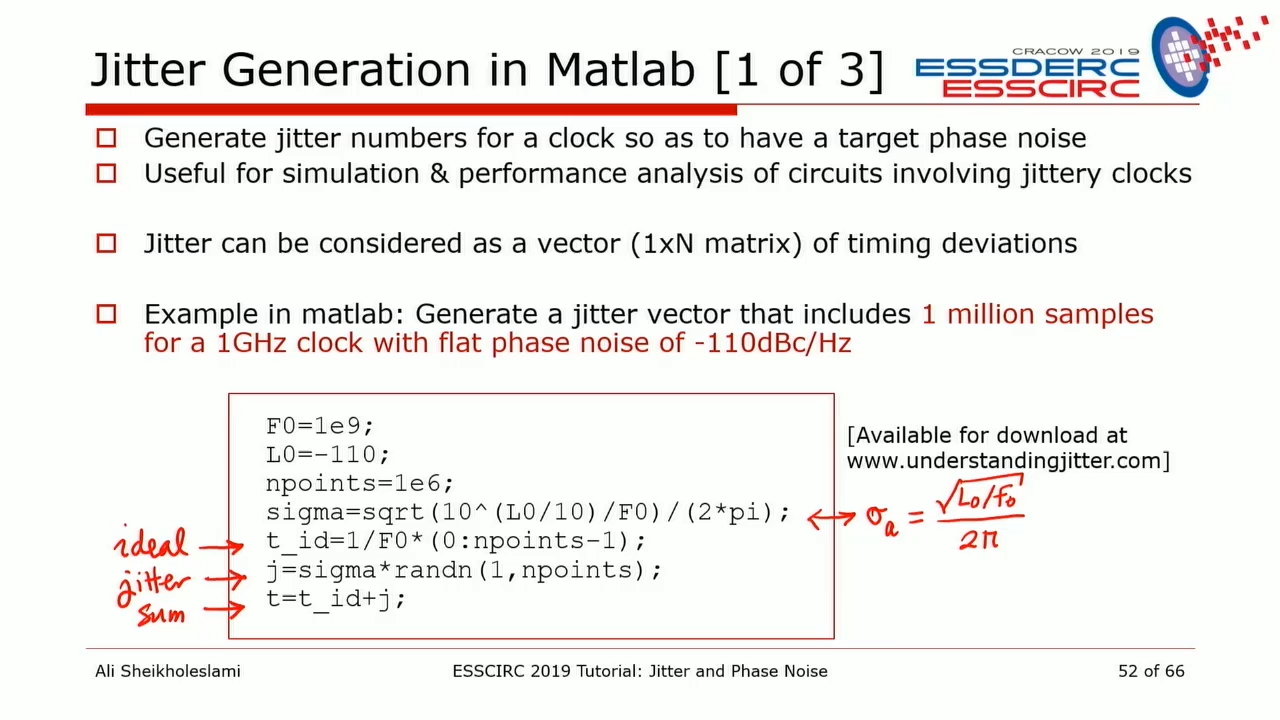 Jitter Generation in Matlab [1 of 3]
CRACOW 2019
ESSDERC
ESSCIRC
Generate jitter numbers for a clock so as to have a target phase noise
Useful for simulation & performance analysis of circuits involving jittery clocks
Jitter can be considered as a vector (1xN matrix) of timing deviations
Example in matlab: Generate a jitter vector that includes 1 million samples
for a 1GHz clock with flat phase noise of -110dBc/Hz
F0=1e9;
L0=-110;
npoints=1e6;
sigma=sqrt(10^(L0/10)/F0)/(2*pi);
t_id=1/F0*(0:npoints-1);
j=sigma*randn(1,npoints);
t=t_id+j;
[Available for download at
www.understandingjitter.com]
σa = √L0/f0
2π
ideal
jitter
sum
Ali Sheikholeslami
ESSCIRC 2019 Tutorial: Jitter and Phase Noise
52 of 66